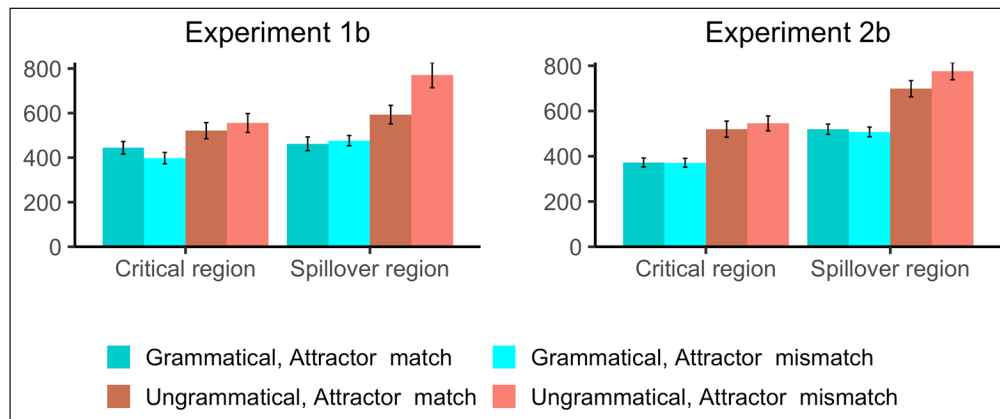 Experiment 1b
800
600
400
200
0
Critical region
Spillover region
Experiment 2b
800
600
400
200
0
Critical region
Spillover region
Grammatical, Attractor match
Grammatical, Attractor mismatch
Ungrammatical, Attractor match
Ungrammatical, Attractor mismatch